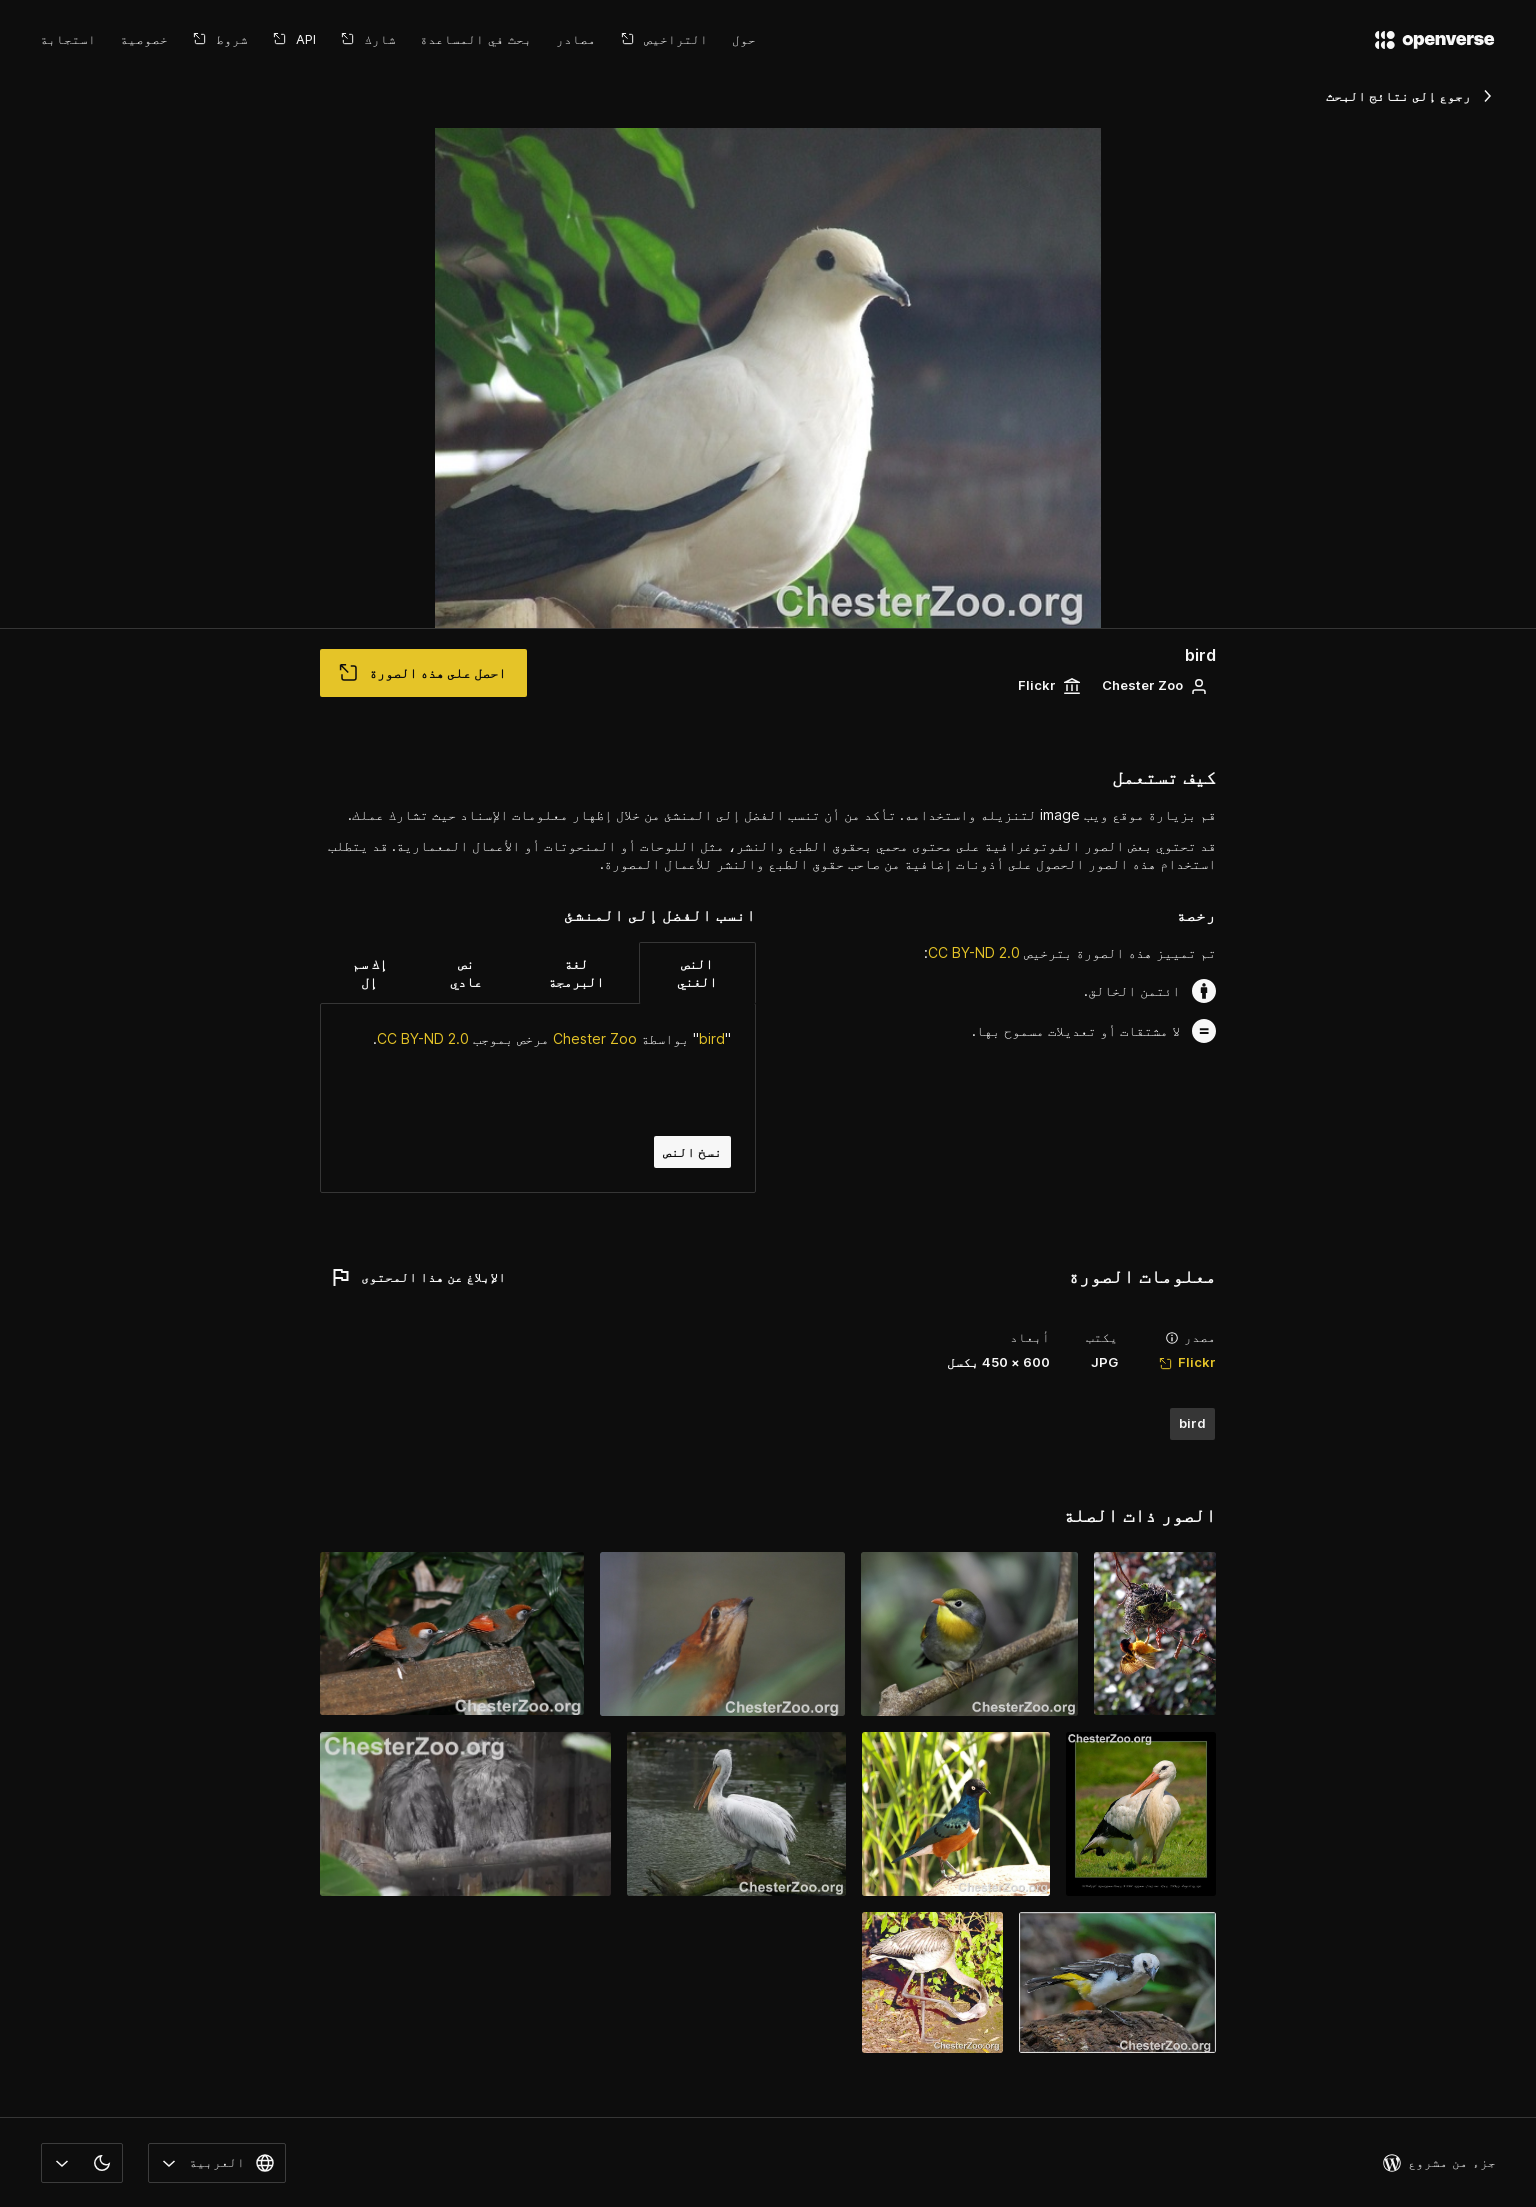 openverse
حول
التراخيص
مصادر
بحث في المساعدة
شارك
API
شروط
خصوصية
استجابة
رجوع إلى نتائج البحث
ChesterZoo.org
bird
Chester Zoo
Flickr
احصل على هذه الصورة
كيف تستعمل
قم بزيارة موقع ويب image لتنزيله واستخدامه. تأكد من أن تنسب الفضل إلى المنشئ من خلال إظهار معلومات الإسناد حيث تشارك عملك.
قد تحتوي بعض الصور الفوتوغرافية على محتوى محمي بحقوق الطبع والنشر، مثل اللوحات أو المنحوتات أو الأعمال المعمارية. قد يتطلب
استخدام هذه الصور الحصول على أذونات إضافية من صاحب حقوق الطبع والنشر للأعمال المصورة.
رخصة
تم تمييز هذه الصورة بترخيص CC BY-ND 2.0:
ائتمن الخالق.
لا مشتقات أو تعديلات مسموح بها.
انسب الفضل إلى المنشئ
النص
الغني
لغة
البرمجة
نص
عادي
إك سم
إل
"bird" بواسطة Chester Zoo مرخص بموجب CC BY-ND 2.0.
نسخ النص
معلومات الصورة
الإبلاغ عن هذا المحتوى
مصدر
Flickr
يكتب
JPG
أبعاد
600 × 450 بكسل
bird
الصور ذات الصلة
ChesterZoo.org
ChesterZoo.org
ChesterZoo.org
ChesterZoo.org
ChesterZoo.org
ChesterZoo.org
ChesterZoo.org
ChesterZoo.org
ChesterZoo.org
جزء من مشروع
العربية